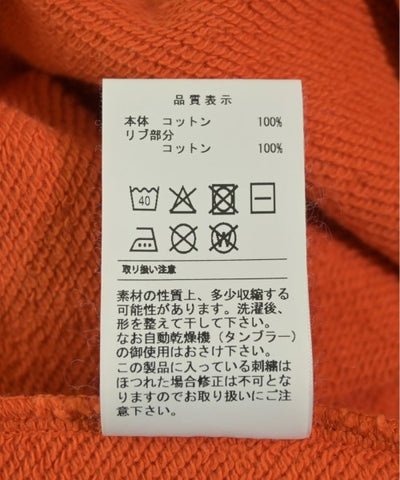 品質表示
本体 コットン 100%
リブ部分
コットン 100%
40
W
取り扱い注意
素材の性質上、多少収縮する
可能性があります。洗濯後、
形を整えて干して下さい。
なお自動乾燥機(タンブラー)
の御使用はおさけ下さい。
この製品に入っている刺繍は
ほつれた場合修正は不可とな
りますのでお取り扱いにご注
意下さい。